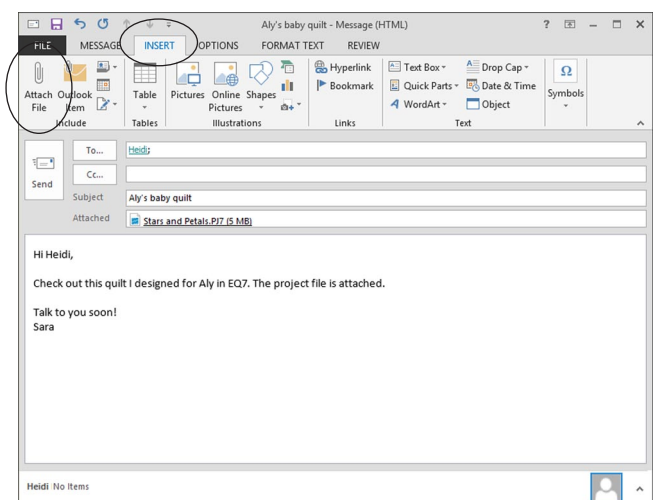 Aly's baby quilt - Message (HTML)
FILE MESSAGE INSERT OPTIONS FORMAT TEXT REVIEW
Attach File
Outlook Item
Table
Pictures
Online Pictures
Shapes
Hyperlink
Bookmark
Text Box
Quick Parts
WordArt
Drop Cap
Date & Time
Object
Symbols
Include Tables Illustrations Links Text
Send
To... Heidi;
Cc...
Subject Aly's baby quilt
Attached Stars and Petals.PJ7 (5 MB)
Hi Heidi,
Check out this quilt I designed for Aly in EQ7. The project file is attached.
Talk to you soon!
Sara
Heidi No Items